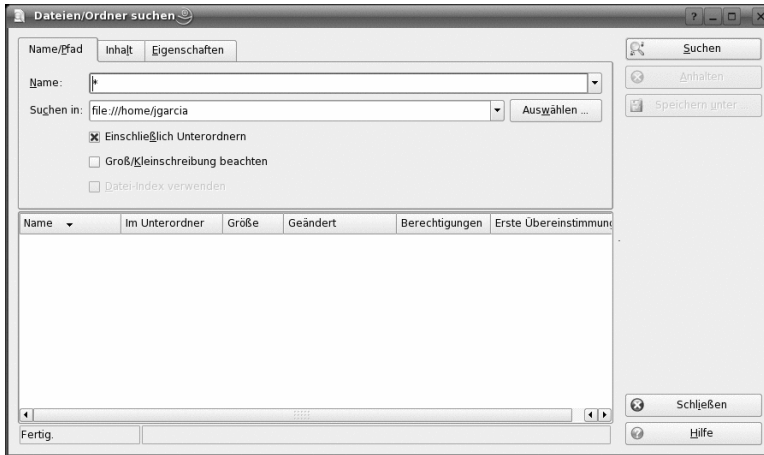 Dateien/Ordner suchen
Name/Pfad Inhalt Eigenschaften
Name: *
Suchen in: file:///home/jgarcia Auswählen ...
Einschließlich Unterordnern
Groß/Kleinschreibung beachten
Datei-Index verwenden
Suchen
Anhalten
Speichern unter...
Name Im Unterordner Größe Geändert Berechtigungen Erste Übereinstimmung
Fertig.
Schließen
Hilfe